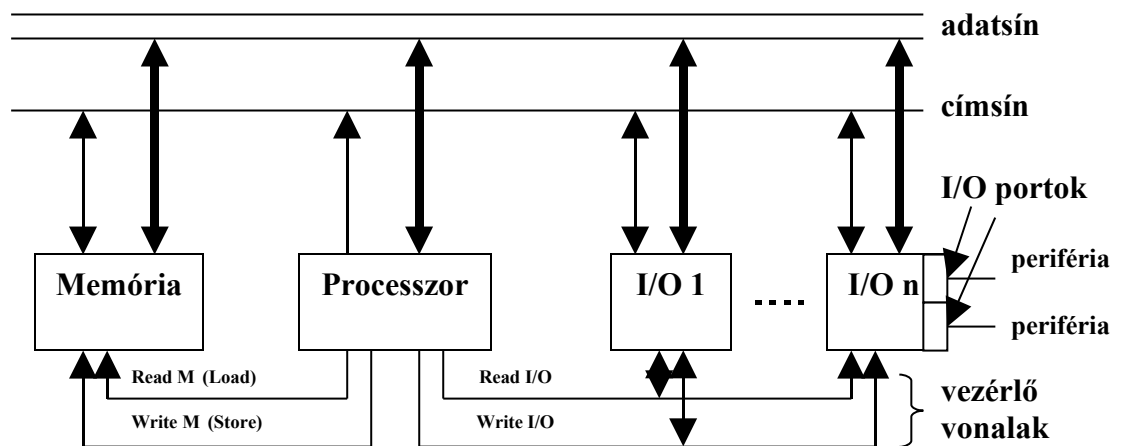 adatsín
címsín
I/O portok
Memória
Processzor
I/O 1
I/O n
periféria
periféria
Read M (Load)
Read I/O
Write M (Store)
Write I/O
vezérlő
vonalak